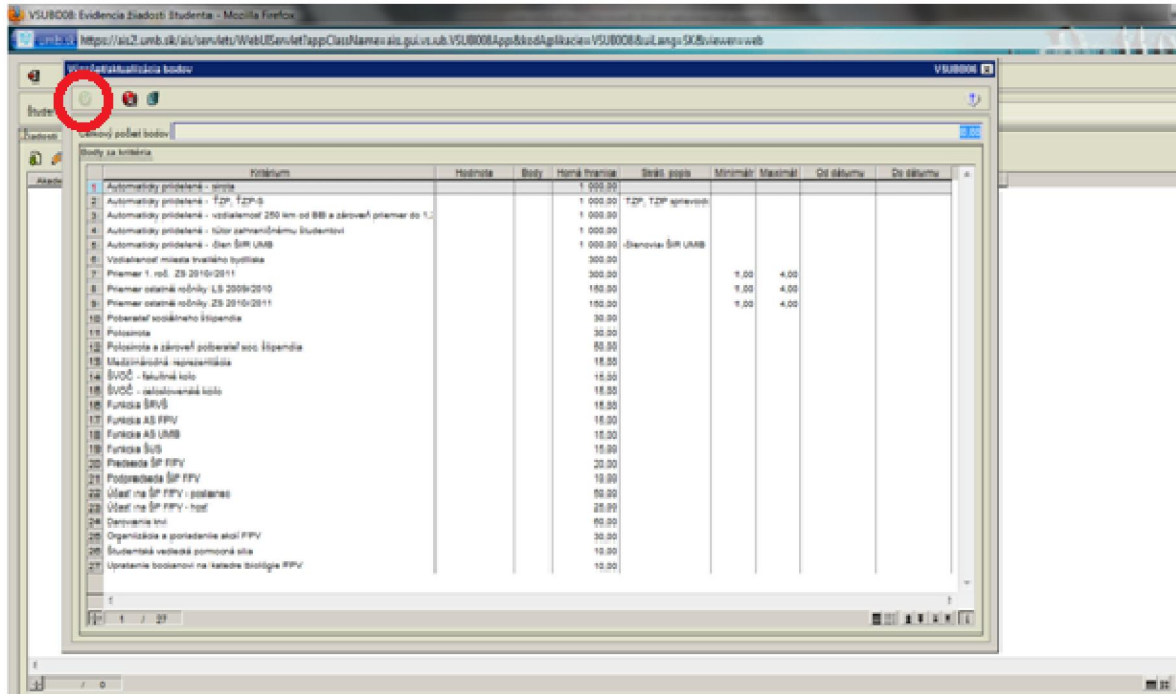 VSUB008: Evidencia žiadostí študenta - Mozilla Firefox
https://ais2.umb.sk/ais/servlets/WebUIServlet?appClassName=ais.gui.vs.ub.VSUB008App&kodAplikacie=VSUB008&uiLang=SK&viewer=web
aktualizácia bodov VSUB006
Celkový počet bodov 0,00
Body za kritéria
Kritérium Hodnota Body Horná hranica Skrát. popis Minimáln Maximál Od dátumu Do dátumu
1 Automaticky pridelené - sirota 1 000,00
2 Automaticky pridelené - ŤZP, ŤZP-S 1 000,00
3 Automaticky pridelené - vzdialenosť 250 km od BB a zároveň priemer do 1, 1 000,00
4 Automaticky pridelené - tútor zahraničnému študentovi 1 000,00
5 Automaticky pridelené - člen ŠIR UMB 1 000,00 členovia ŠIR UMB
6 Vzdialenosť miesta trvalého bydliska 300,00
7 Priemer 1. roč. ZS 2010/2011 300,00 1,00 4,00
8 Priemer ostatné ročníky LS 2009/2010 150,00 1,00 4,00
9 Priemer ostatné ročníky ZS 2010/2011 150,00 1,00 4,00
10 Poberateľ sociálneho štipendia 30,00
11 Polosirota 30,00
12 Polosirota a zároveň poberateľ soc. štipendia 50,00
13 Medzinárodná reprezentácia 15,00
14 ŠVOČ - fakultné kolo 15,00
15 ŠVOČ - celoslovenské kolo 15,00
16 Funkcia ŠRVŠ 15,00
17 Funkcia AS FPV 15,00
18 Funkcia AS UMB 15,00
19 Funkcia ŠUS 15,00
20 Predseda ŠP FPV 20,00
21 Podpredseda ŠP FPV 10,00
22 Účasť na ŠP FPV - poslanec 50,00
23 Účasť na ŠP FPV - hosť 25,00
24 Darovanie krvi 60,00
25 Organizácia a poriadanie akcií FPV 30,00
26 Študentská vedecká pomocná sila 10,00
27 Upratanie bocianovi na katedre biológie FPV 10,00
1 / 27
/ 0